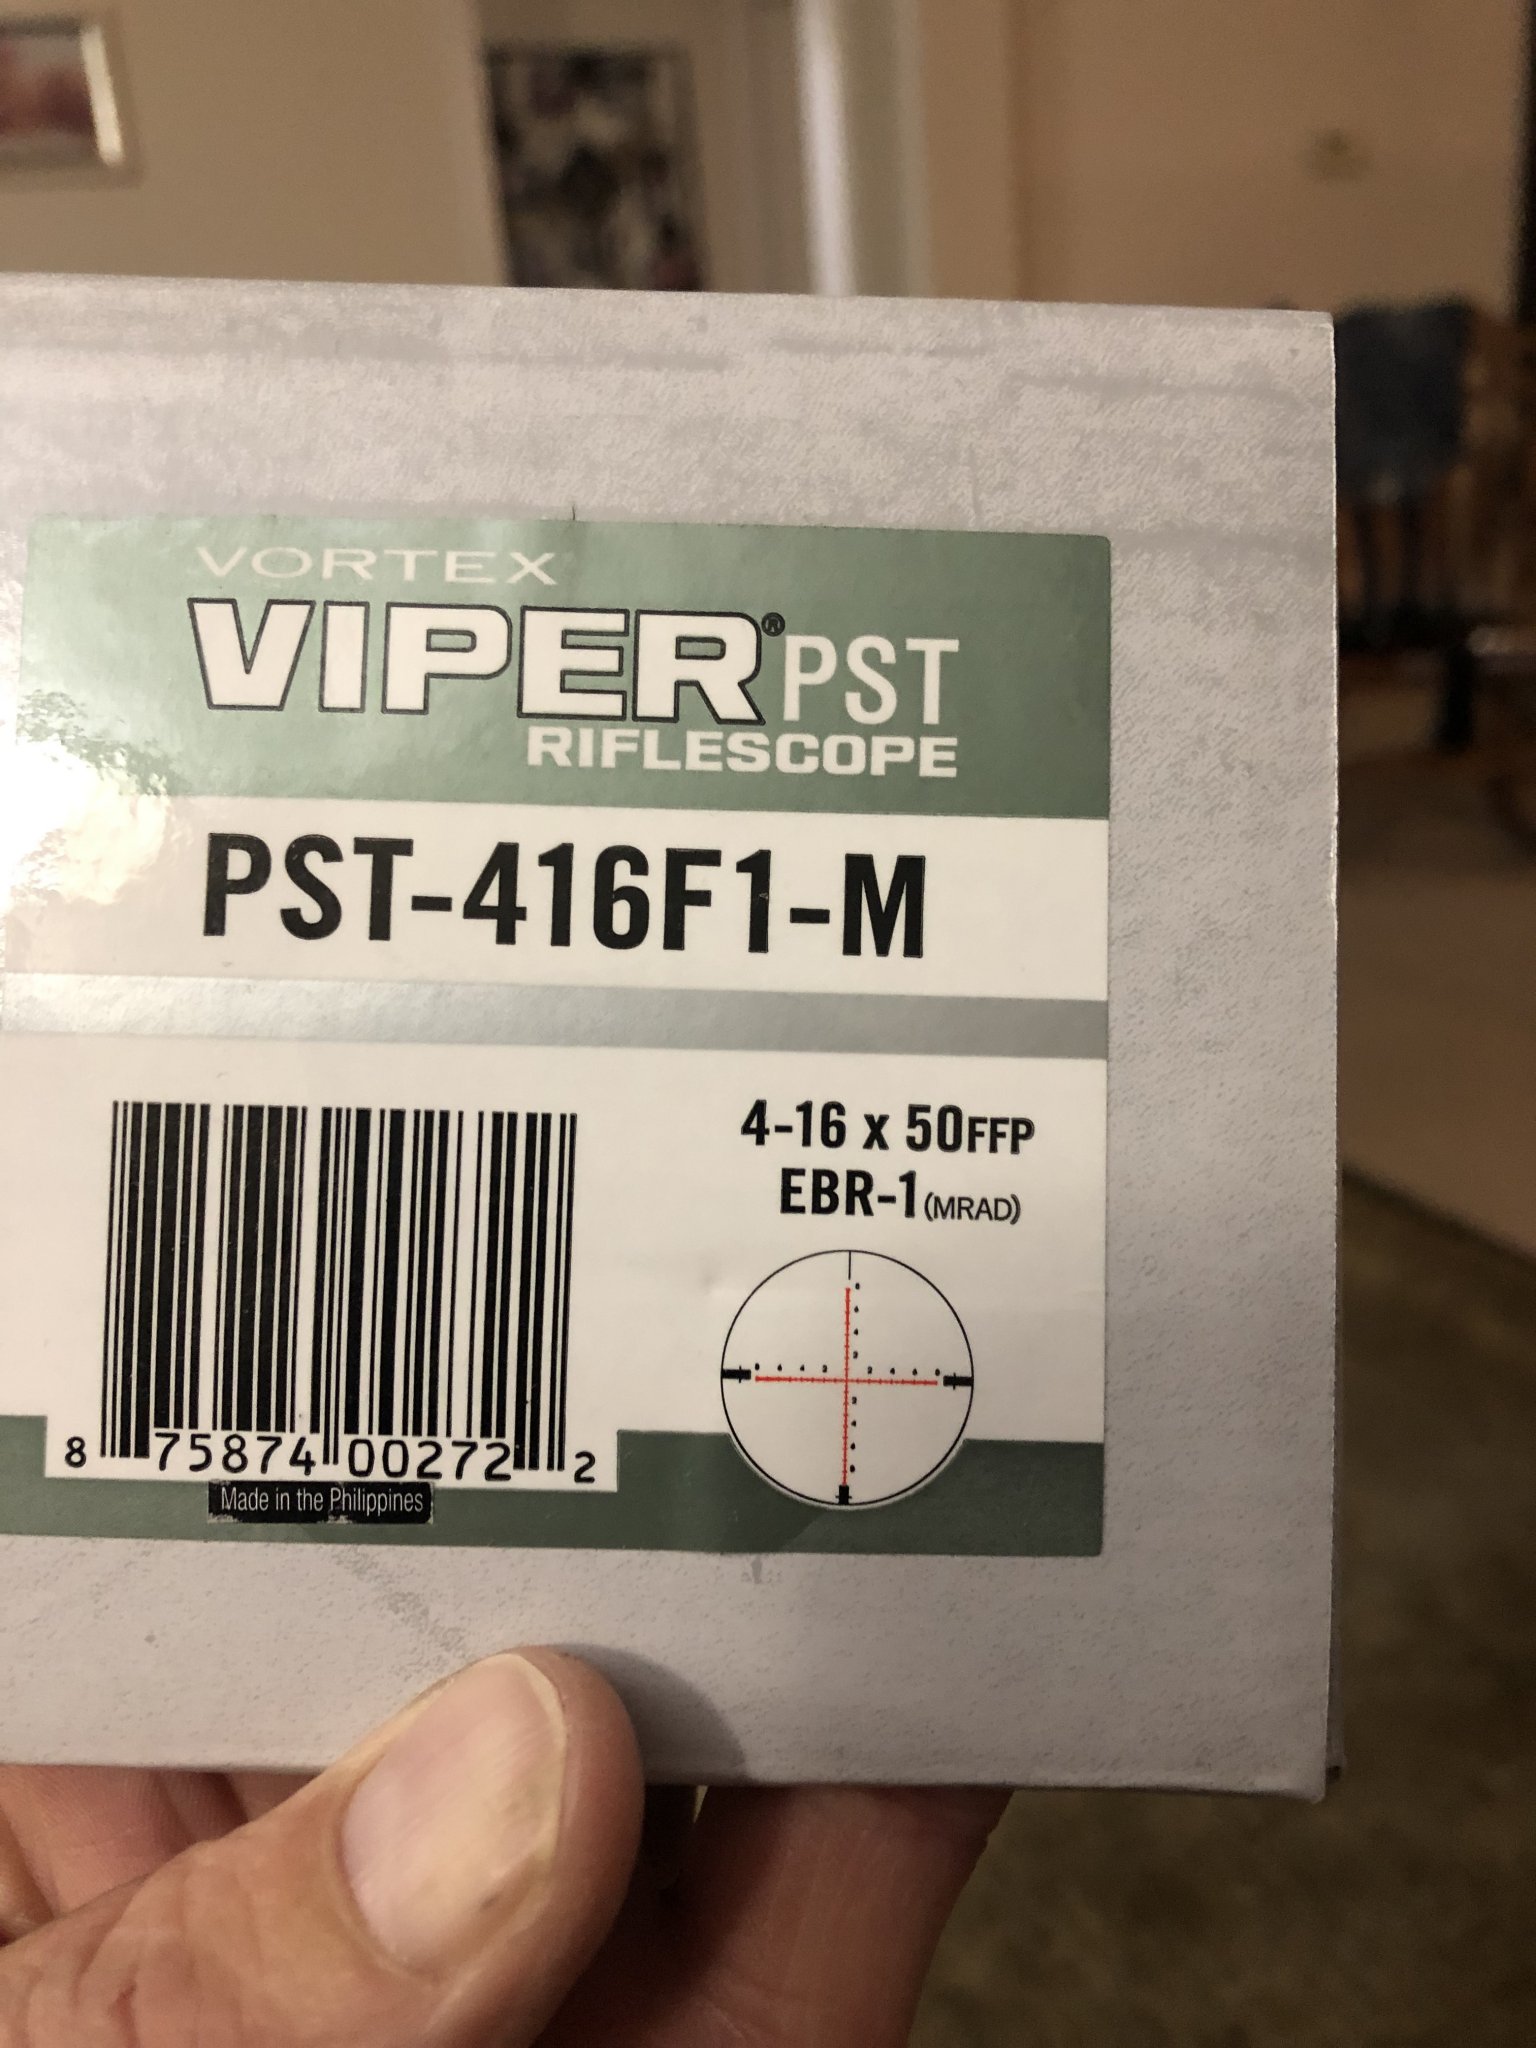 VORTEX
VIPER® PST
RIFLESCOPE
PST-416F1-M
4-16 x 50FFP
EBR-1(MRAD)
8 75874 00272 2
Made in the Philippines